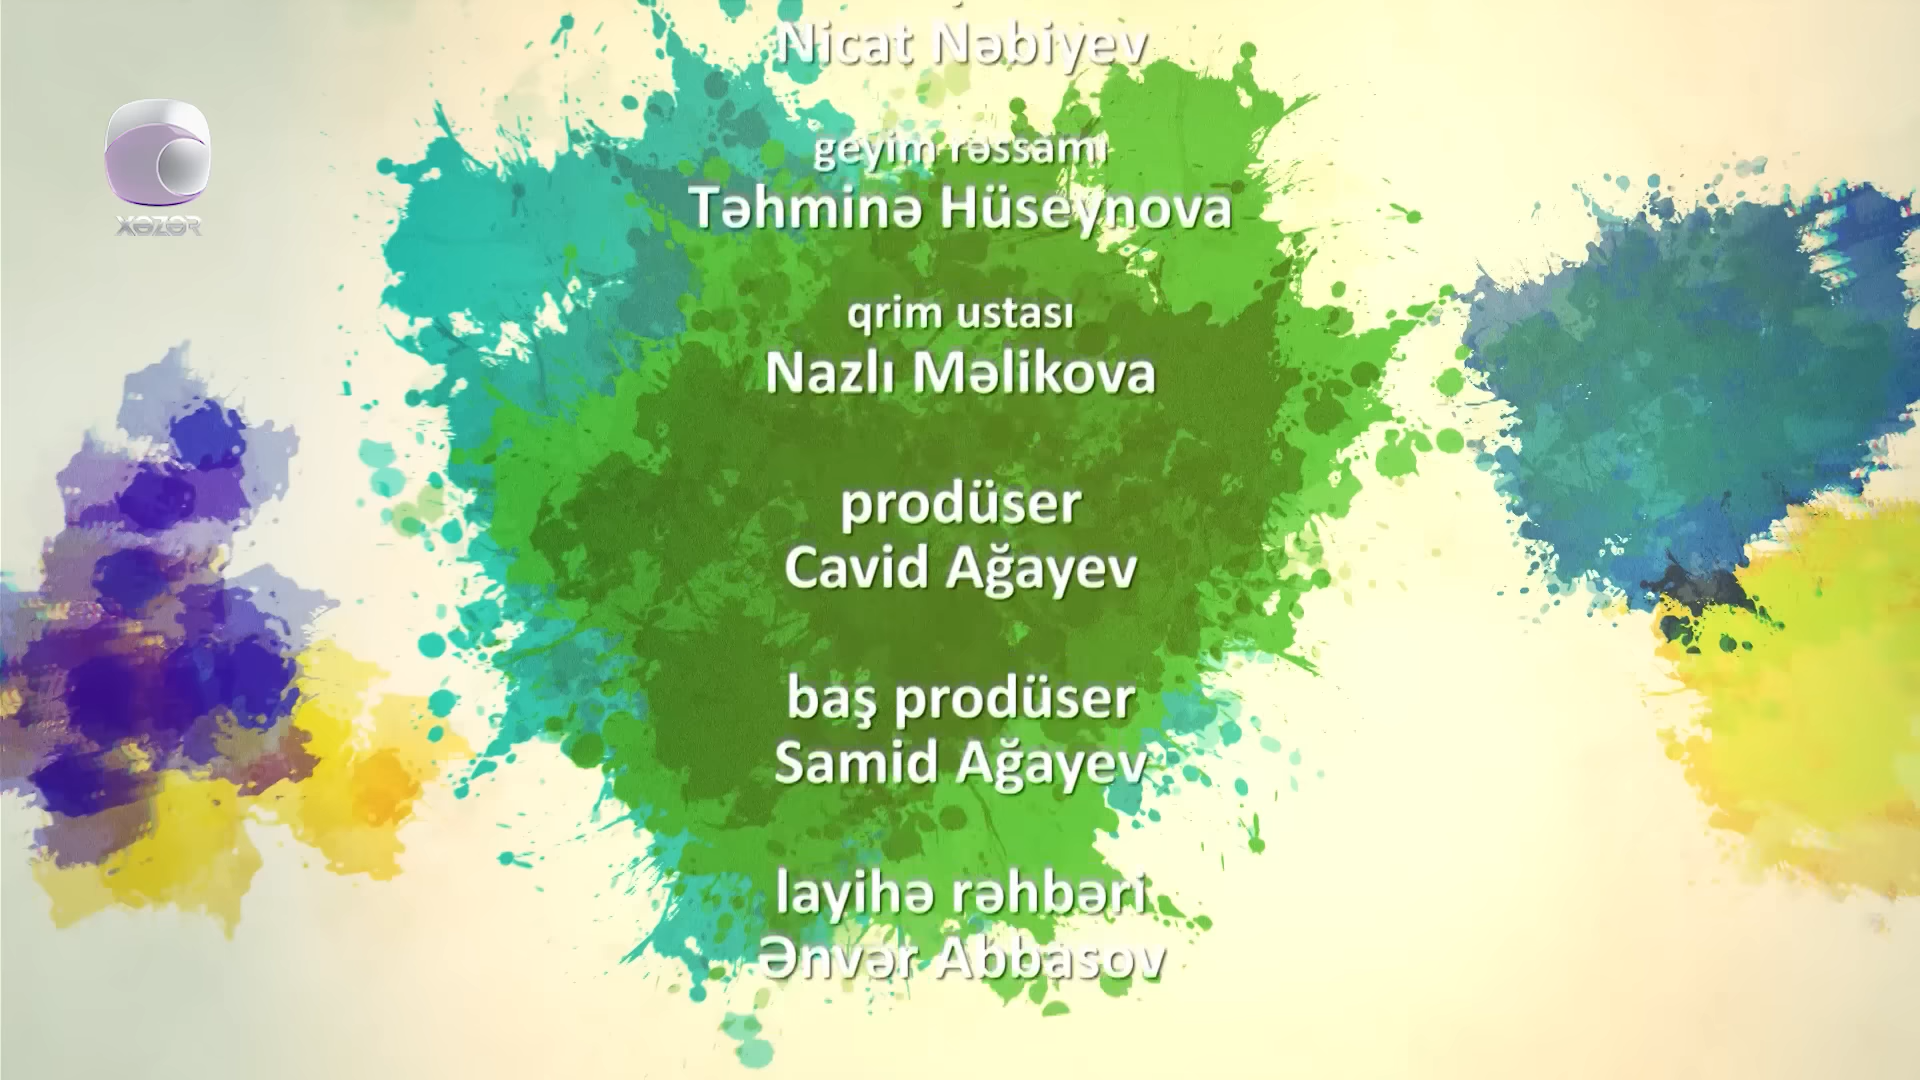 Nicat Nəbiyev
XƏZƏR
geyim rəssamı
Təhminə Hüseynova
qrim ustası
Nazlı Məlikova
prodüser
Cavid Ağayev
baş prodüser
Samid Ağayev
layihə rəhbəri
Ənvər Abbasov